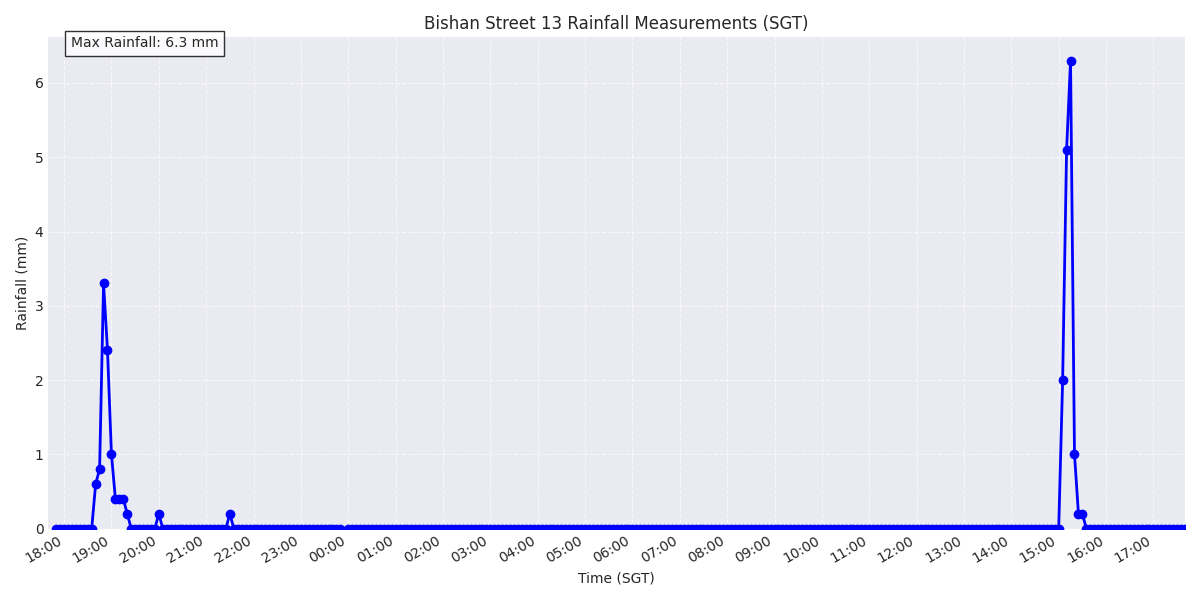 Bishan Street 13 Rainfall Measurements (SGT)
Max Rainfall: 6.3 mm
Rainfall (mm)
6
5
4
3
2
1
0
18:00 19:00 20:00 21:00 22:00 23:00 00:00 01:00 02:00 03:00 04:00 05:00 06:00 07:00 08:00 09:00 10:00 11:00 12:00 13:00 14:00 15:00 16:00 17:00
Time (SGT)